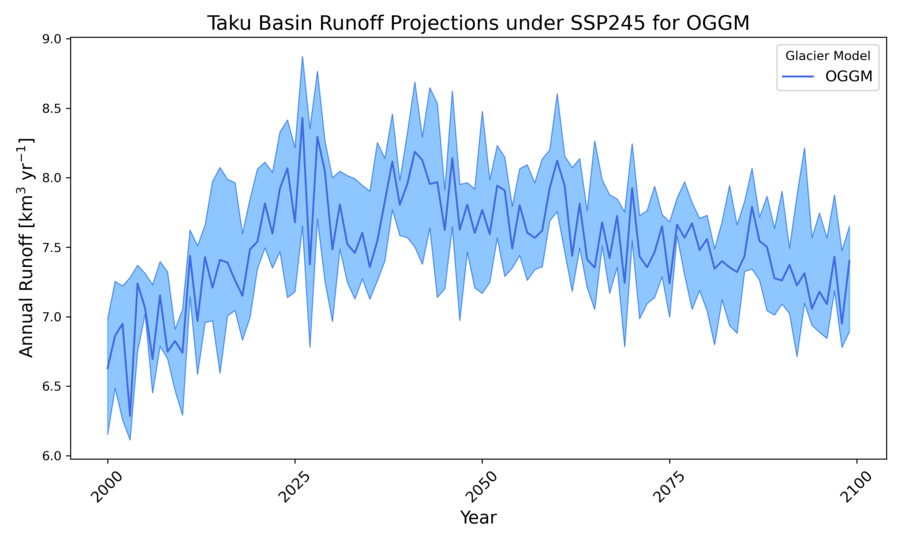 Taku Basin Runoff Projections under SSP245 for OGGM
Glacier Model
OGGM
Annual Runoff [km³ yr⁻¹]
9.0
8.5
8.0
7.5
7.0
6.5
6.0
2000
2025
2050
2075
2100
Year